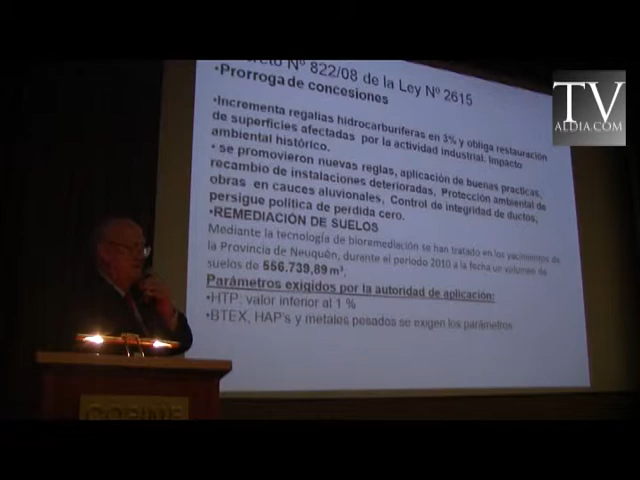 Nº 822/08 de la Ley Nº 2615
•Prorroga de concesiones
•Incrementa regalias hidrocarburiferas en 3% y obliga restauración
de superficies afectadas por la actividad industrial. Impacto
ambiental histórico.
• se promovieron nuevas reglas, aplicación de buenas practicas,
recambio de instalaciones deterioradas, Protección ambiental de
obras en cauces aluvionales, Control de integridad de ductos,
persigue política de perdida cero.
•REMEDIACIÓN DE SUELOS
Mediante la tecnología de bioremediación se han tratado en los yacimientos de
la Provincia de Neuquén, durante el periodo 2010 a la fecha un volumen de
suelos de 556.739,89 m³.
Parámetros exigidos por la autoridad de aplicación:
•HTP: valor inferior al 1 %
•BTEX, HAP's y metales pesados se exigen los parámetros
TV
ALDIA.COM